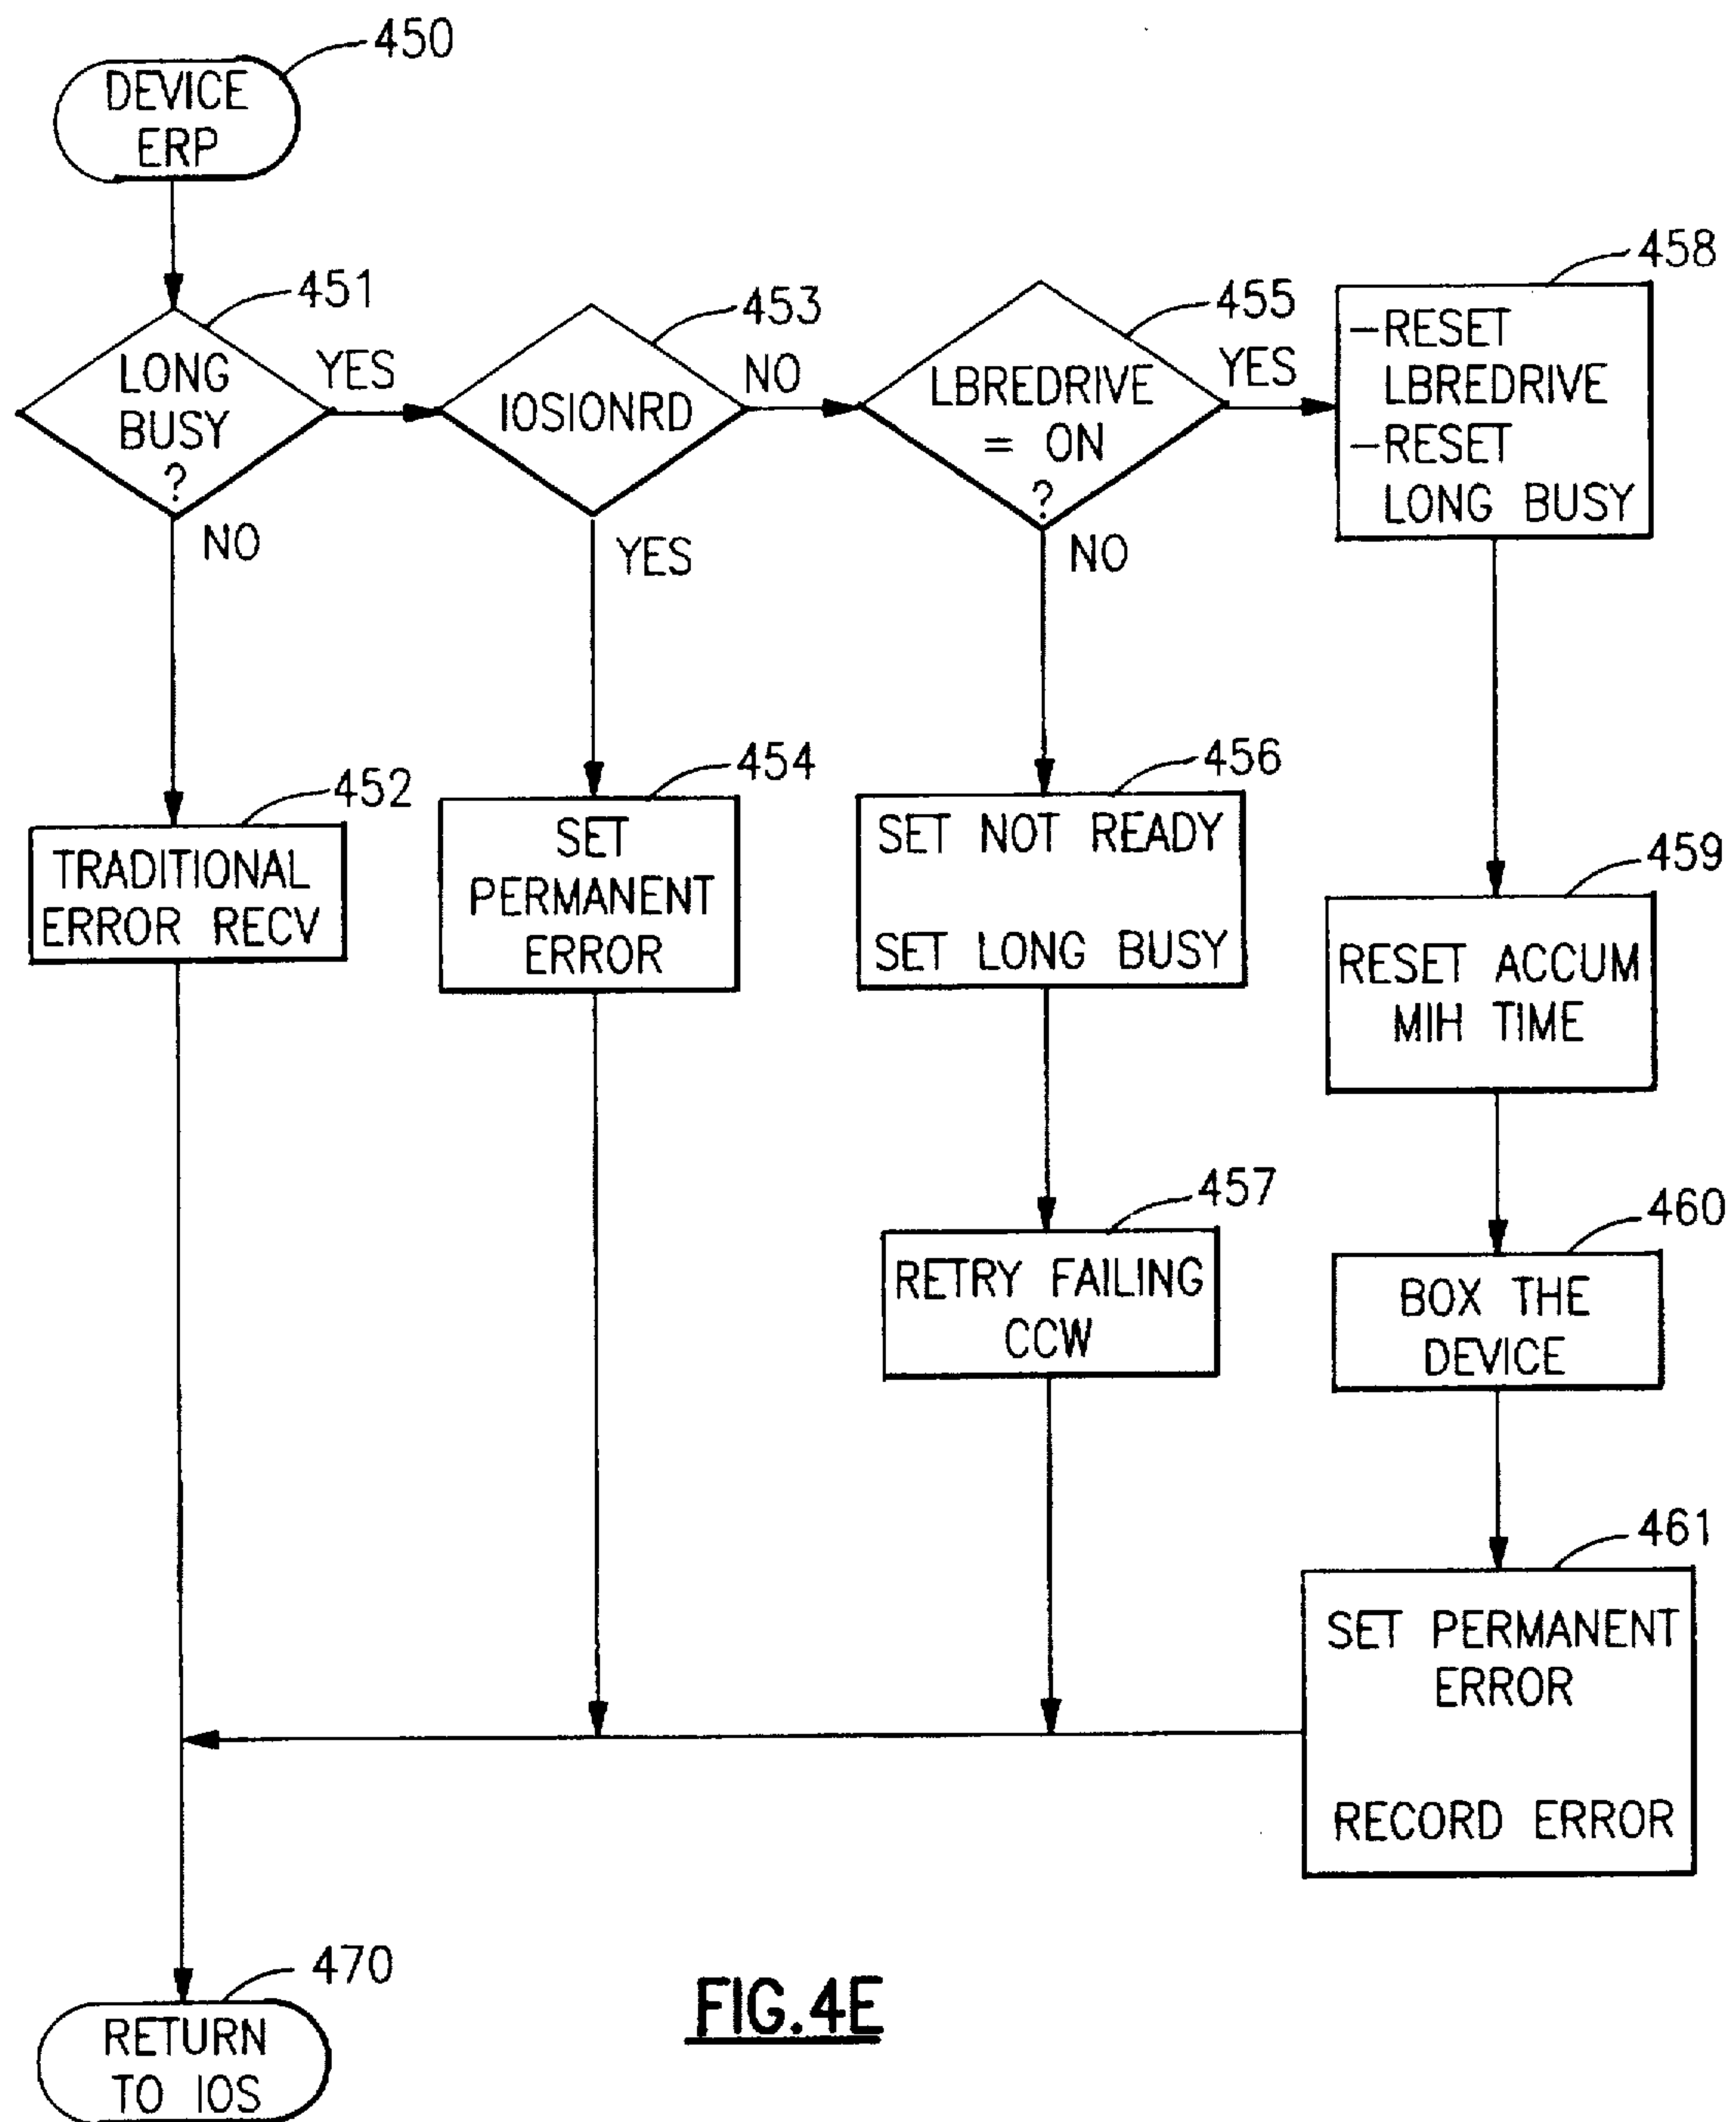 450
DEVICE
ERP
451
LONG
BUSY
?
YES
NO
453
IOSIONRD
NO
YES
455
LBREDRIVE
= ON
?
YES
NO
458
-RESET
LBREDRIVE
-RESET
LONG BUSY
452
TRADITIONAL
ERROR RECV
454
SET
PERMANENT
ERROR
456
SET NOT READY
SET LONG BUSY
459
RESET ACCUM
MIH TIME
457
RETRY FAILING
CCW
460
BOX THE
DEVICE
461
SET PERMANENT
ERROR
RECORD ERROR
470
RETURN
TO IOS
FIG.4E